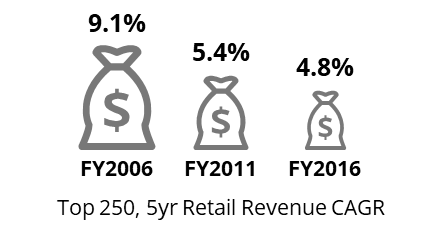 9.1%
5.4%
4.8%
$
$
$
FY2006
FY2011
FY2016
Top 250, 5yr Retail Revenue CAGR